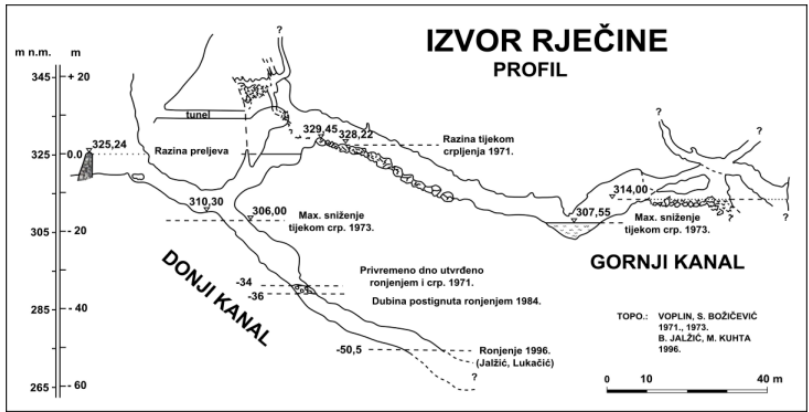 IZVOR RJEČINE
PROFIL
m n.m.
m
345
+ 20
325
0.0
305
- 20
285
- 40
265
- 60
325,24
tunel
Razina preljeva
?
329,45
328,22
Razina tijekom
crpljenja 1971.
?
?
?
314,00
307,55
Max. sniženje
tijekom crp. 1973.
310,30
306,00
Max. sniženje
tijekom crp. 1973.
GORNJI KANAL
DONJI KANAL
-34
-36
Privremeno dno utvrđeno
ronjenjem i crp. 1971.
Dubina postignuta ronjenjem 1984.
-50,5
Ronjenje 1996.
(Jalžić, Lukačić)
?
TOPO.:
VOPLIN, S. BOŽIČEVIĆ
1971., 1973.
B. JALŽIĆ, M. KUHTA
1996.
0
10
20
40 m